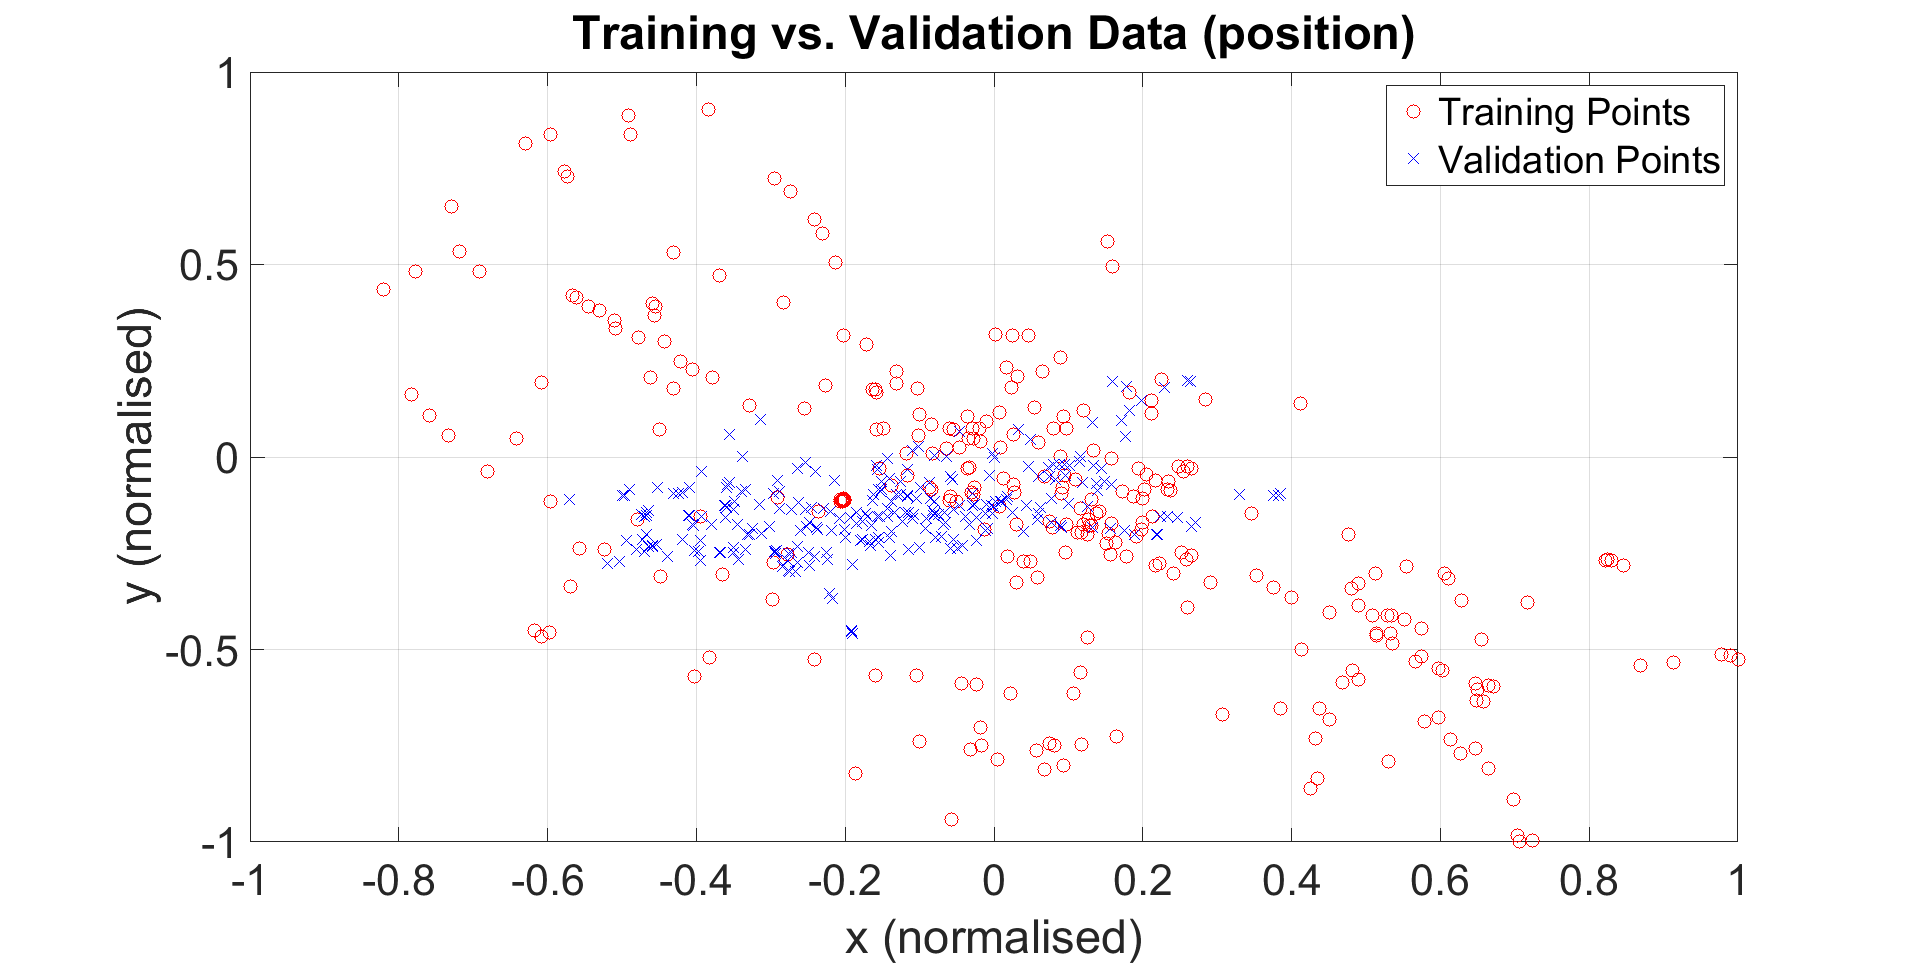 Training vs. Validation Data (position)
Training Points
Validation Points
1
0.5
0
-0.5
-1
y (normalised)
-1 -0.8 -0.6 -0.4 -0.2 0 0.2 0.4 0.6 0.8 1
x (normalised)